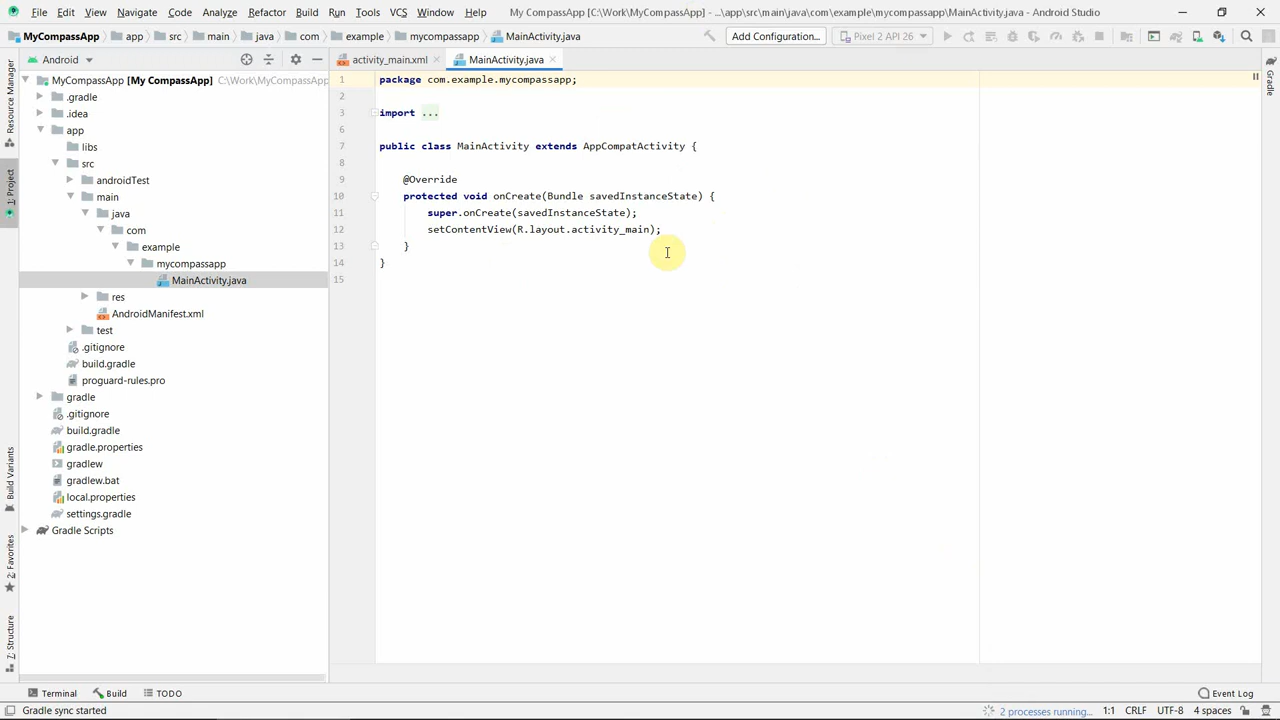 File Edit View Navigate Code Analyze Refactor Build Run Tools VCS Window Help My CompassApp [C:\Work\MyCompassApp] - ...\app\src\main\java\com\example\mycompassapp\MainActivity.java - Android Studio
MyCompassApp app src main java com example mycompassapp MainActivity.java Add Configuration... Pixel 2 API 26
Android activity_main.xml MainActivity.java
Resource Manager
1: Project
Build Variants
2: Favorites
7: Structure
Gradle
MyCompassApp [My CompassApp] C:\Work\MyCompassApp
.gradle
.idea
app
libs
src
androidTest
main
java
com
example
mycompassapp
MainActivity.java
res
AndroidManifest.xml
test
.gitignore
build.gradle
proguard-rules.pro
gradle
.gitignore
build.gradle
gradle.properties
gradlew
gradlew.bat
local.properties
settings.gradle
Gradle Scripts
1 package com.example.mycompassapp;
2
3 import ...
6
7 public class MainActivity extends AppCompatActivity {
8
9 @Override
10 protected void onCreate(Bundle savedInstanceState) {
11 super.onCreate(savedInstanceState);
12 setContentView(R.layout.activity_main);
13 }
14 }
15
Terminal Build TODO Event Log
Gradle sync started 2 processes running... 1:1 CRLF UTF-8 4 spaces